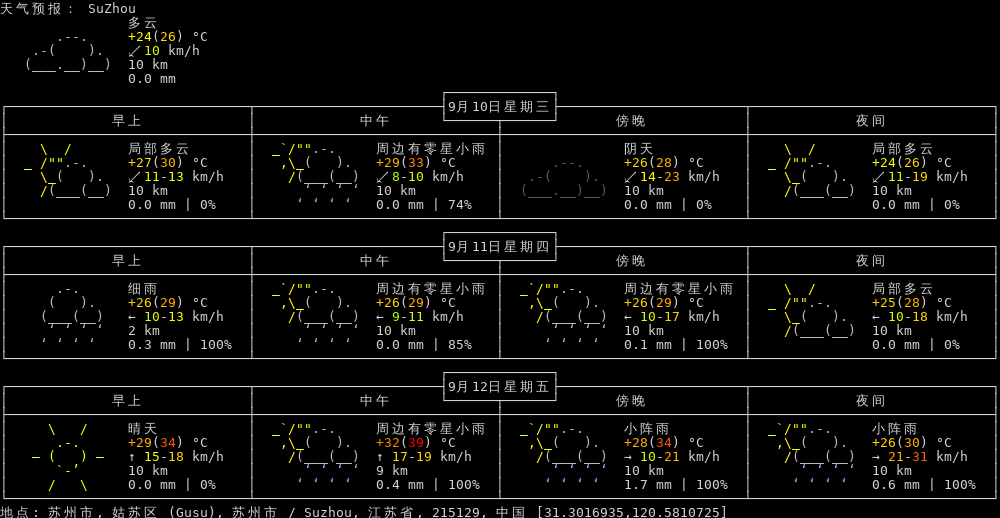 天气预报: SuZhou
多云
+24(26) °C
↙ 10 km/h
10 km
0.0 mm
9月10日星期三
早上 中午 傍晚 夜间
局部多云 周边有零星小雨 阴天 局部多云
+27(30) °C +29(33) °C +26(28) °C +24(26) °C
↙ 11-13 km/h ↙ 8-10 km/h ↙ 14-23 km/h ↙ 11-19 km/h
10 km 10 km 10 km 10 km
0.0 mm | 0% 0.0 mm | 74% 0.0 mm | 0% 0.0 mm | 0%
9月11日星期四
早上 中午 傍晚 夜间
细雨 周边有零星小雨 周边有零星小雨 局部多云
+26(29) °C +26(29) °C +26(29) °C +25(28) °C
← 10-13 km/h ← 9-11 km/h ← 10-17 km/h ← 10-18 km/h
2 km 10 km 10 km 10 km
0.3 mm | 100% 0.0 mm | 85% 0.1 mm | 100% 0.0 mm | 0%
9月12日星期五
早上 中午 傍晚 夜间
晴天 周边有零星小雨 小阵雨 小阵雨
+29(34) °C +32(39) °C +28(34) °C +26(30) °C
↑ 15-18 km/h ↑ 17-19 km/h → 10-21 km/h → 21-31 km/h
10 km 9 km 10 km 10 km
0.0 mm | 0% 0.4 mm | 100% 1.7 mm | 100% 0.6 mm | 100%
地点: 苏州市, 姑苏区 (Gusu), 苏州市 / Suzhou, 江苏省, 215129, 中国 [31.3016935,120.5810725]